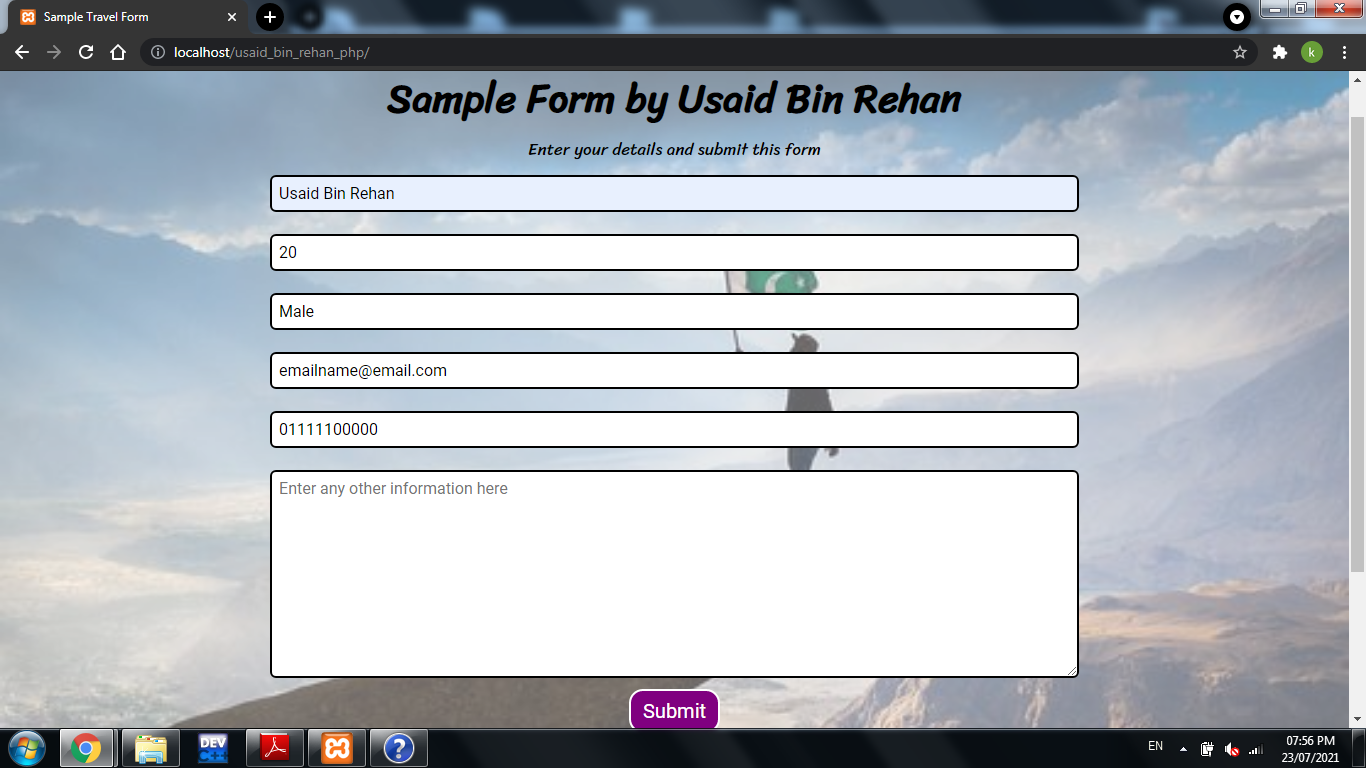 Sample Travel Form
localhost/usaid_bin_rehan_php/
k
Sample Form by Usaid Bin Rehan
Enter your details and submit this form
Usaid Bin Rehan
20
Male
emailname@email.com
01111100000
Enter any other information here
Submit
DEV
C++
EN
07:56 PM
23/07/2021